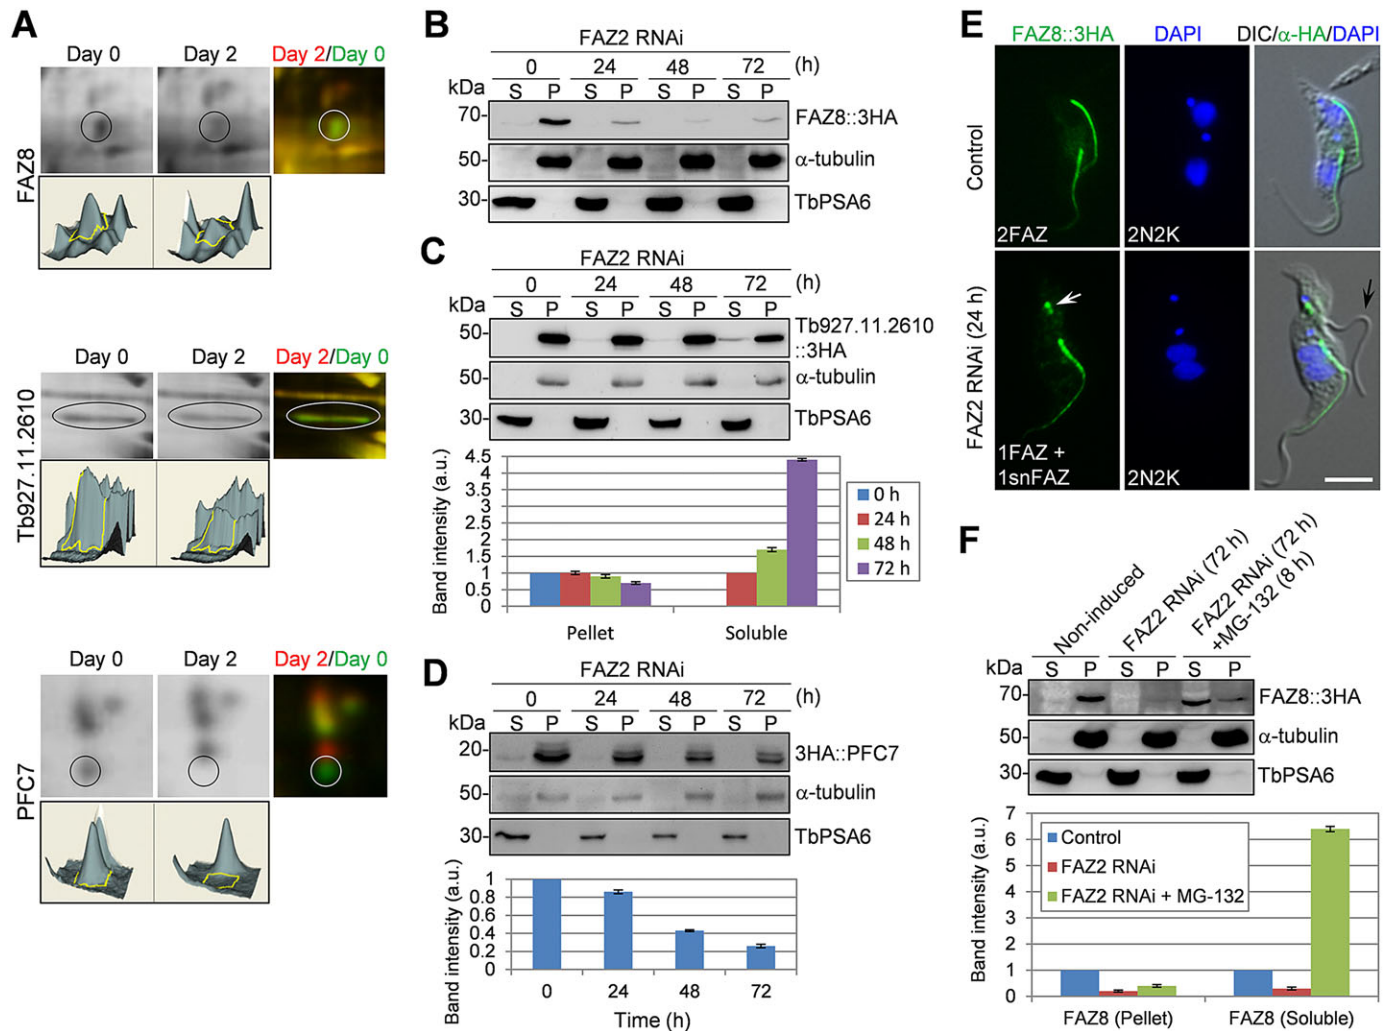 A
Day 0 Day 2 Day 2/Day 0
FAZ8
Day 0 Day 2 Day 2/Day 0
Tb927.11.2610
Day 0 Day 2 Day 2/Day 0
PFC7
B
FAZ2 RNAi
0 24 48 72 (h)
kDa S P S P S P S P
70- FAZ8::3HA
50- α-tubulin
30- TbPSA6
C
FAZ2 RNAi
0 24 48 72 (h)
kDa S P S P S P S P
50- Tb927.11.2610
::3HA
50- α-tubulin
30- TbPSA6
Band intensity (a.u.)
4.5
4
3.5
3
2.5
2
1.5
1
0.5
0
Pellet Soluble
0 h
24 h
48 h
72 h
D
FAZ2 RNAi
0 24 48 72 (h)
kDa S P S P S P S P
20- 3HA::PFC7
50- α-tubulin
30- TbPSA6
Band intensity (a.u.)
1
0.8
0.6
0.4
0.2
0
0 24 48 72
Time (h)
E
FAZ8::3HA DAPI DIC/α-HA/DAPI
Control
2FAZ 2N2K
FAZ2 RNAi (24 h)
1FAZ +
1snFAZ 2N2K
F
Non-induced
FAZ2 RNAi (72 h)
FAZ2 RNAi (72 h)
+MG-132 (8 h)
kDa S P S P S P
70- FAZ8::3HA
50- α-tubulin
30- TbPSA6
Band intensity (a.u.)
7
6
5
4
3
2
1
0
Control
FAZ2 RNAi
FAZ2 RNAi + MG-132
FAZ8 (Pellet) FAZ8 (Soluble)